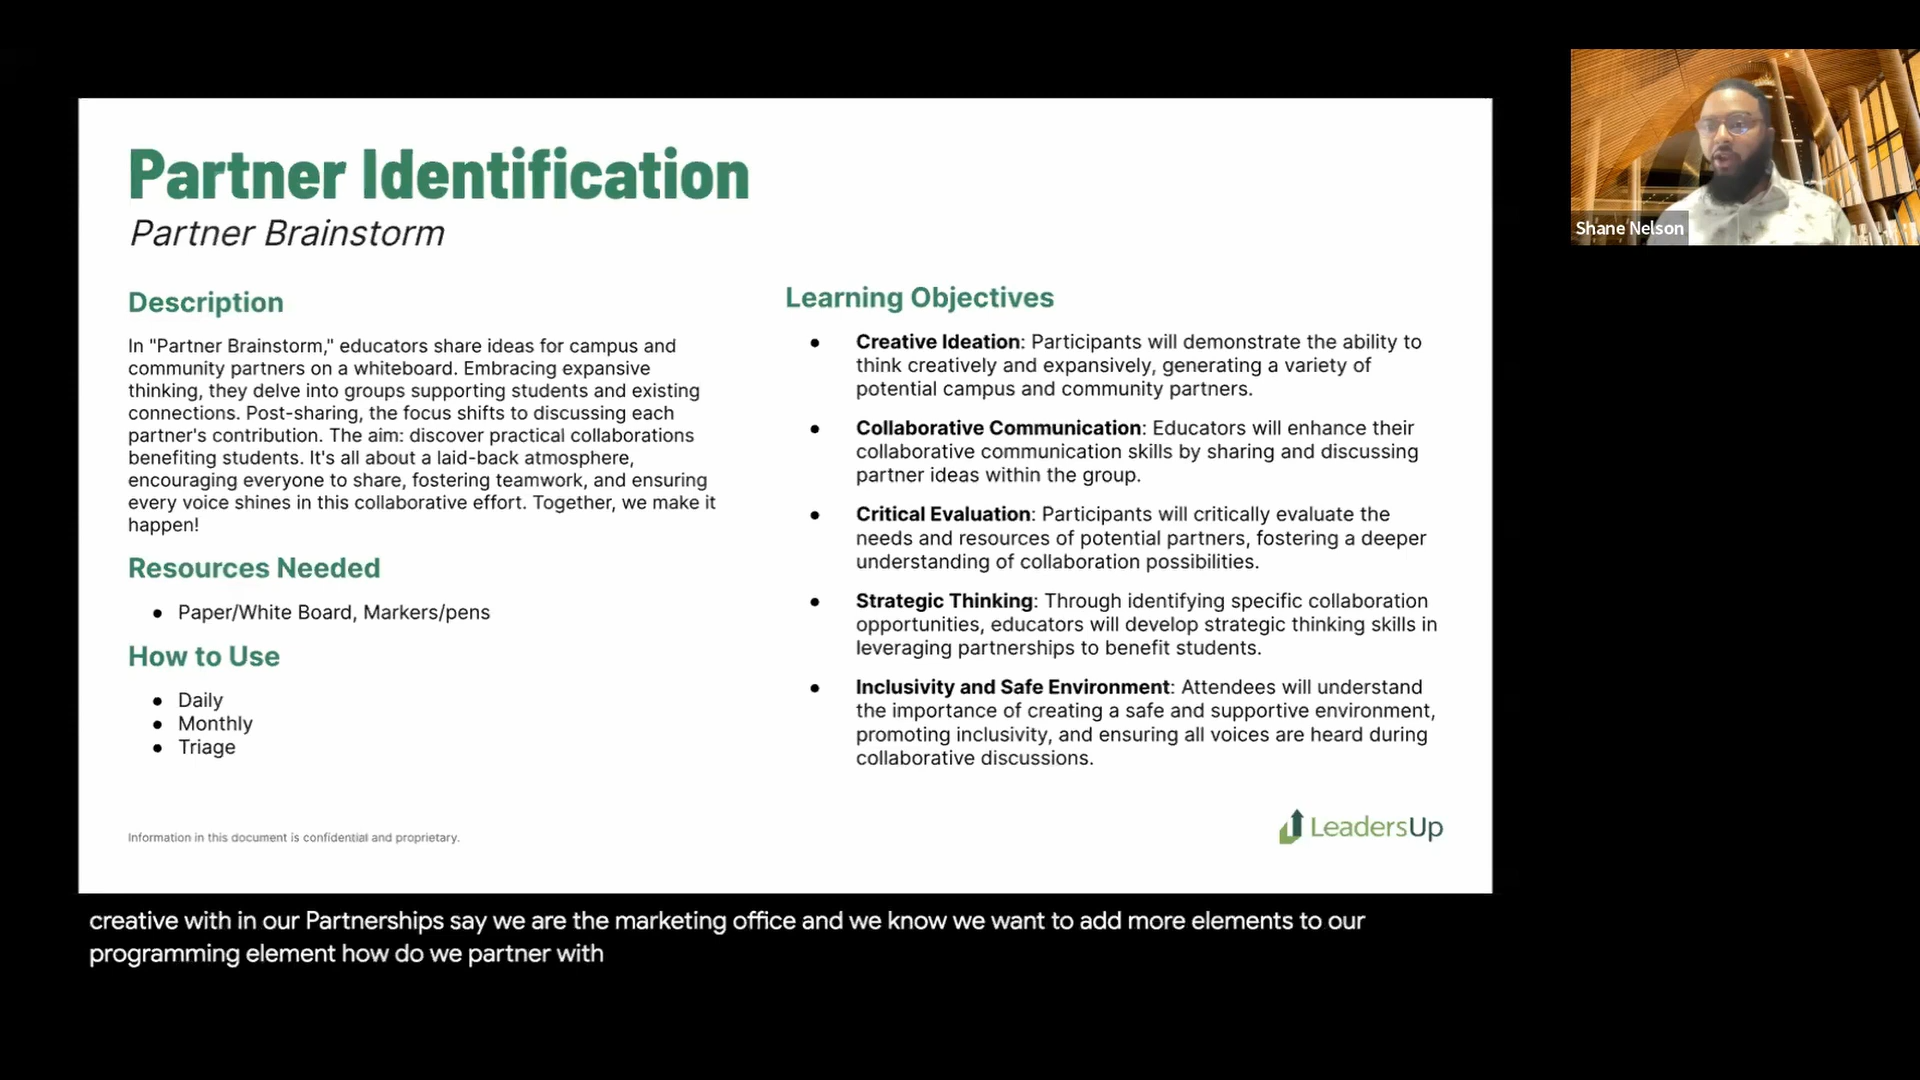 Partner Identification
Partner Brainstorm
Description
In "Partner Brainstorm," educators share ideas for campus and
community partners on a whiteboard. Embracing expansive
thinking, they delve into groups supporting students and existing
connections. Post-sharing, the focus shifts to discussing each
partner's contribution. The aim: discover practical collaborations
benefiting students. It's all about a laid-back atmosphere,
encouraging everyone to share, fostering teamwork, and ensuring
every voice shines in this collaborative effort. Together, we make it
happen!
Resources Needed
● Paper/White Board, Markers/pens
How to Use
● Daily
● Monthly
● Triage
Learning Objectives
● Creative Ideation: Participants will demonstrate the ability to
think creatively and expansively, generating a variety of
potential campus and community partners.
● Collaborative Communication: Educators will enhance their
collaborative communication skills by sharing and discussing
partner ideas within the group.
● Critical Evaluation: Participants will critically evaluate the
needs and resources of potential partners, fostering a deeper
understanding of collaboration possibilities.
● Strategic Thinking: Through identifying specific collaboration
opportunities, educators will develop strategic thinking skills in
leveraging partnerships to benefit students.
● Inclusivity and Safe Environment: Attendees will understand
the importance of creating a safe and supportive environment,
promoting inclusivity, and ensuring all voices are heard during
collaborative discussions.
Information in this document is confidential and proprietary.
LeadersUp
Shane Nelson
creative with in our Partnerships say we are the marketing office and we know we want to add more elements to our
programming element how do we partner with